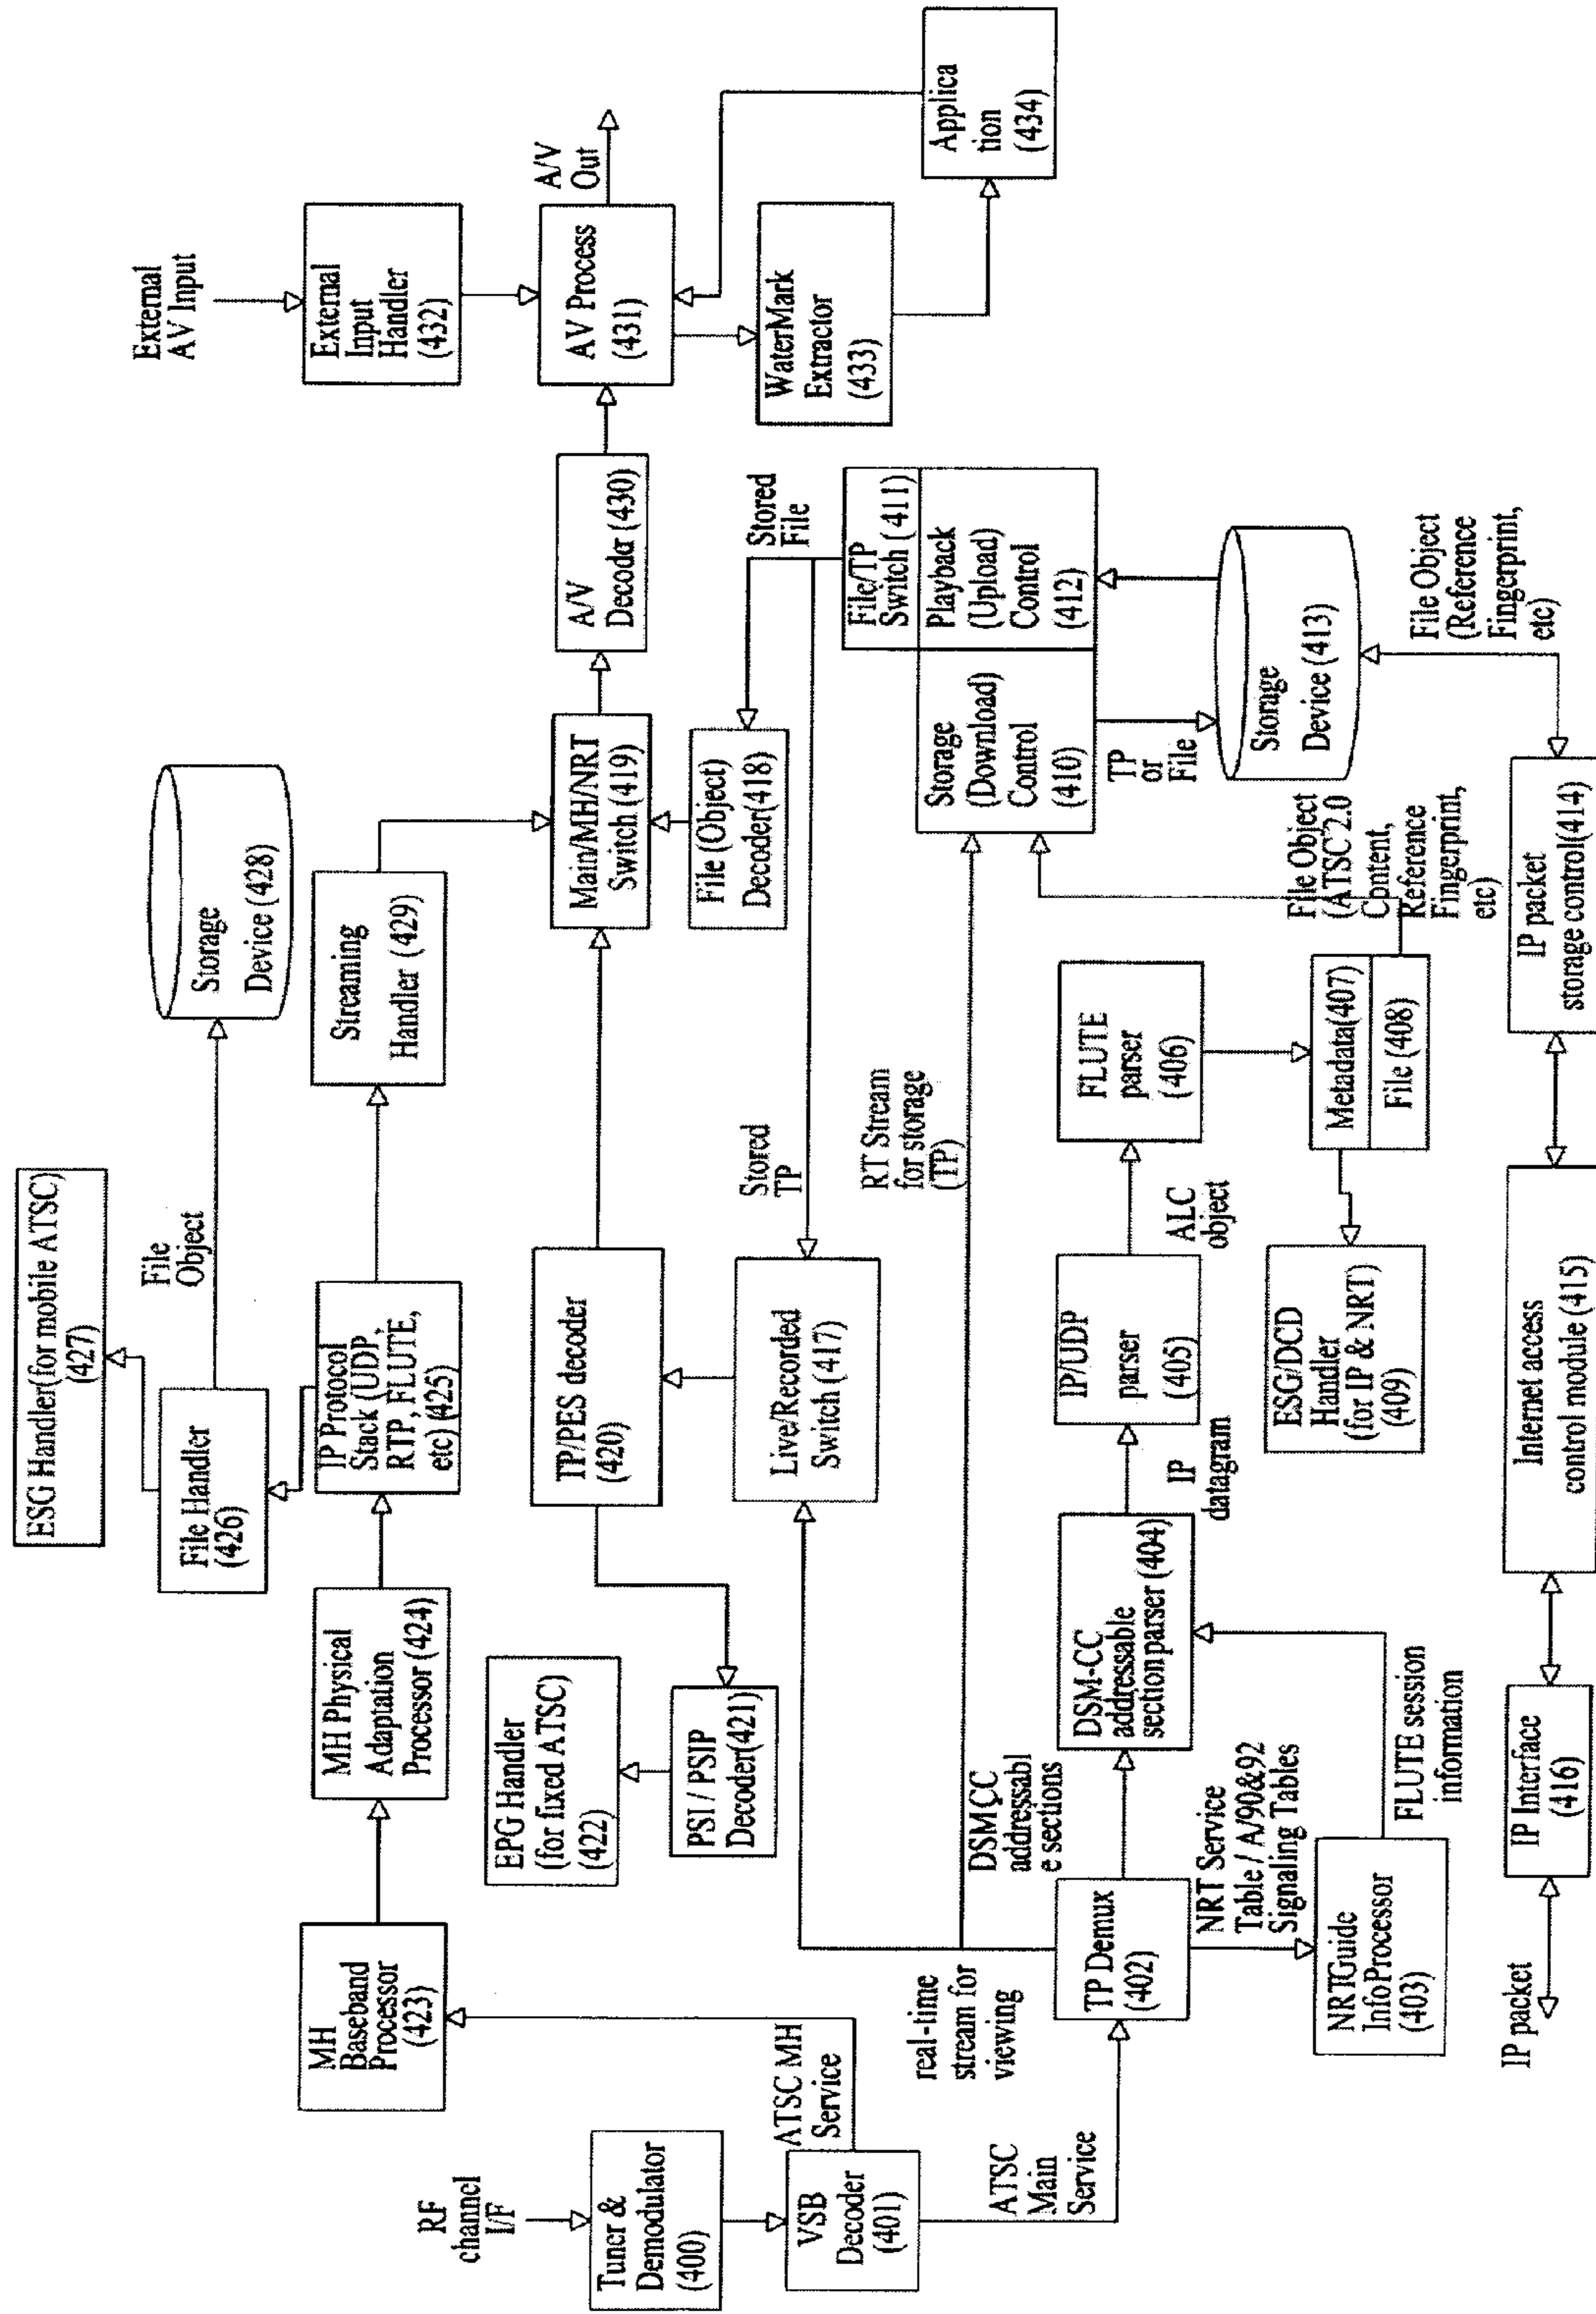 RF
channel
I/F
Tuner &
Demodulator
(400)
VSB
Decoder
(401)
ATSC MH
Service
ATSC
Main
Service
MH
Baseband
Processor
(423)
MH Physical
Adaptation
Processor (424)
IP Protocol
Stack (UDP,
RTP, FLUTE,
etc) (425)
File Handler
(426)
ESG Handler(for mobile ATSC)
(427)
File
Object
Storage
Device (428)
Streaming
Handler (429)
EPG Handler
(for fixed ATSC)
(422)
PSI / PSIP
Decoder(421)
TP/PES decoder
(420)
Live/Recorded
Switch (417)
Stored
TP
Main/MH/NRT
Switch (419)
File (Object)
Decoder(418)
Stored
File
A/V
Decoder (430)
External
AV Input
External
Input
Handler
(432)
AV Process
(431)
A/V
Out
WaterMark
Extractor
(433)
Applica
tion
(434)
real-time
stream for
viewing
TP Demux
(402)
DSMCC
addressabl
e sections
NRT Service
Table / A/90&92
Signaling Tables
NRTGuide
InfoProcessor
(403)
FLUTE session
information
DSM-CC
addressable
section parser (404)
IP
datagram
IP/UDP
parser
(405)
ALC
object
FLUTE
parser
(406)
RT Stream
for storage
(TP)
Metadata(407)
File (408)
ESG/DCD
Handler
(for IP & NRT)
(409)
File Object
(ATSC 2.0
Content,
Reference
Fingerprint,
etc)
Storage
(Download)
Control
(410)
File/TP
Switch (411)
Playback
(Upload)
Control
(412)
TP
or
File
Storage
Device (413)
File Object
(Reference
Fingerprint,
etc)
IP packet
IP Interface
(416)
Internet access
control module (415)
IP packet
storage control(414)